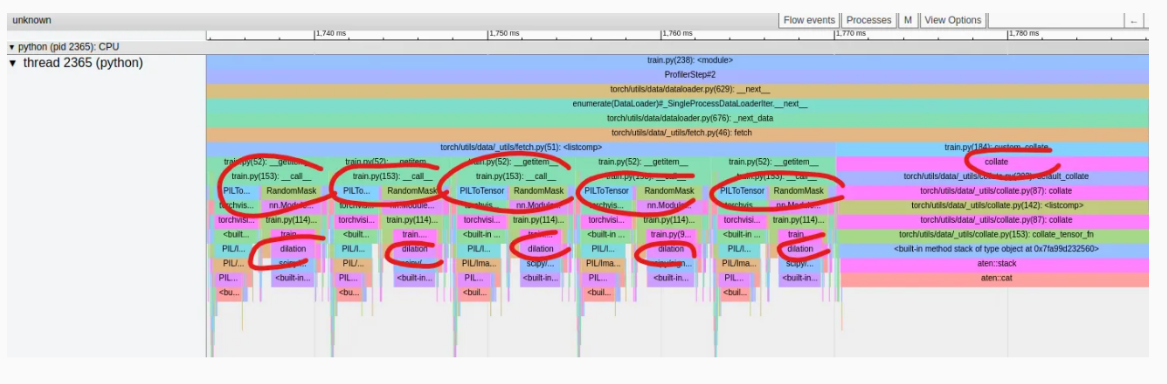 unknown Flow events Processes M View Options ←
1,740 ms 1,750 ms 1,760 ms 1,770 ms 1,780 ms
▾ python (pid 2365): CPU
▾ thread 2365 (python)
train.py(238): <module>
ProfilerStep#2
torch/utils/data/dataloader.py(629): __next__
enumerate(DataLoader)#_SingleProcessDataLoaderIter.__next__
torch/utils/data/dataloader.py(676): _next_data
torch/utils/data/_utils/fetch.py(46): fetch
torch/utils/data/_utils/fetch.py(51): <listcomp> train.py(184): custom_collate
train.py(52): __getitem__ train.py(52): __getitem__ train.py(52): __getitem__ train.py(52): __getitem__ train.py(52): __getitem__ collate
train.py(153): __call__ train.py(153): __call__ train.py(153): __call__ train.py(153): __call__ train.py(153): __call__ default_collate
PILTo... RandomMask PILTo... RandomMask PILToTensor RandomMask PILToTensor RandomMask PILToTensor RandomMask torch/utils/data/_utils/collate.py(87): collate
torchvis... nn.Module... torchvis... nn.Module... torchvis... nn.Module... torchvis... nn.Module... torchvis... nn.Module... torch/utils/data/_utils/collate.py(142): <listcomp>
torchvisi... train.py(114)... torchvisi... train.py(114)... torchvisi... train.py(114)... torchvisi... train.py(114)... torchvisi... train.py(114)... torch/utils/data/_utils/collate.py(87): collate
<built... train... <built... train.... <built-in ... train... <built-in ... train.py(9... <built-in ... train... torch/utils/data/_utils/collate.py(153): collate_tensor_fn
PIL/I... dilation PIL/I... dilation PIL/I... dilation PIL/I... dilation PIL/I... dilation <built-in method stack of type object at 0x7fa99d232560>
PIL/... scipy/... PIL/... scipy/... PIL/Ima... scipy/... PIL/Ima... scipy/sign... PIL/Ima... scipy/... aten::stack
PIL... <built-in... PIL... <built-in... PIL... <built-in... PIL... <built-in... PIL... <built-in... aten::cat
<bu... <buil... <buil... <buil... <buil...